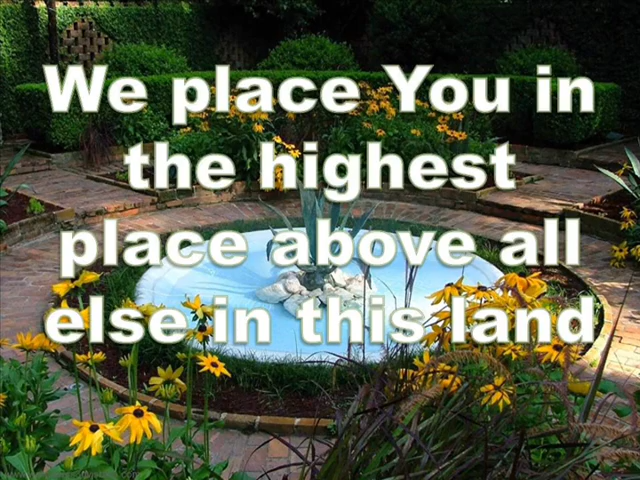 We place You in
the highest
place above all
else in this land